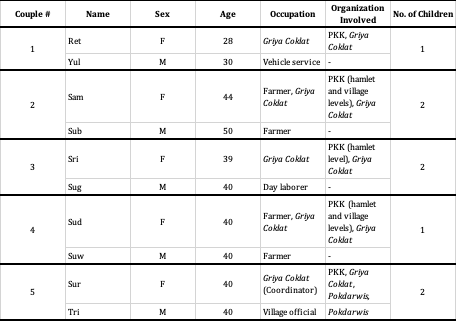 Couple # Name Sex Age Occupation Organization Involved No. of Children
1 Ret F 28 Griya Coklat PKK, Griya Coklat 1
Yul M 30 Vehicle service -
2 Sam F 44 Farmer, Griya Coklat PKK (hamlet and village levels), Griya Coklat 2
Sub M 50 Farmer -
3 Sri F 39 Griya Coklat PKK (hamlet level), Griya Coklat 2
Sug M 40 Day laborer -
4 Sud F 40 Farmer, Griya Coklat PKK (hamlet and village levels), Griya Coklat 1
Suw M 40 Farmer -
5 Sur F 40 Griya Coklat (Coordinator) PKK, Griya Coklat, Pokdarwis, 2
Tri M 40 Village official Pokdarwis